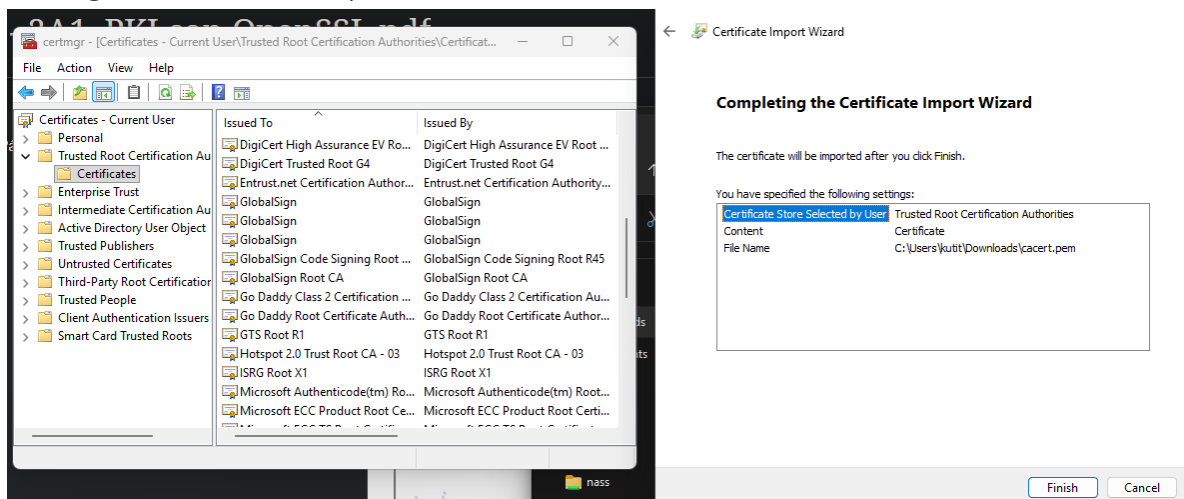 2A1 PKI con OpenSSL.pdf
certmgr - [Certificates - Current User\Trusted Root Certification Authorities\Certificat...
File Action View Help
Certificates - Current User
Personal
Trusted Root Certification Au
Certificates
Enterprise Trust
Intermediate Certification Au
Active Directory User Object
Trusted Publishers
Untrusted Certificates
Third-Party Root Certification
Trusted People
Client Authentication Issuers
Smart Card Trusted Roots
Issued To Issued By
DigiCert High Assurance EV Ro... DigiCert High Assurance EV Root ...
DigiCert Trusted Root G4 DigiCert Trusted Root G4
Entrust.net Certification Author... Entrust.net Certification Authority...
GlobalSign GlobalSign
GlobalSign GlobalSign
GlobalSign GlobalSign
GlobalSign Code Signing Root ... GlobalSign Code Signing Root R45
GlobalSign Root CA GlobalSign Root CA
Go Daddy Class 2 Certification ... Go Daddy Class 2 Certification Au...
Go Daddy Root Certificate Auth... Go Daddy Root Certificate Author...
GTS Root R1 GTS Root R1
Hotspot 2.0 Trust Root CA - 03 Hotspot 2.0 Trust Root CA - 03
ISRG Root X1 ISRG Root X1
Microsoft Authenticode(tm) Ro... Microsoft Authenticode(tm) Root...
Microsoft ECC Product Root Ce... Microsoft ECC Product Root Certi...
ds
nts
nass
Certificate Import Wizard
Completing the Certificate Import Wizard
The certificate will be imported after you click Finish.
You have specified the following settings:
Certificate Store Selected by User Trusted Root Certification Authorities
Content Certificate
File Name C:\Users\kutit\Downloads\cacert.pem
Finish Cancel